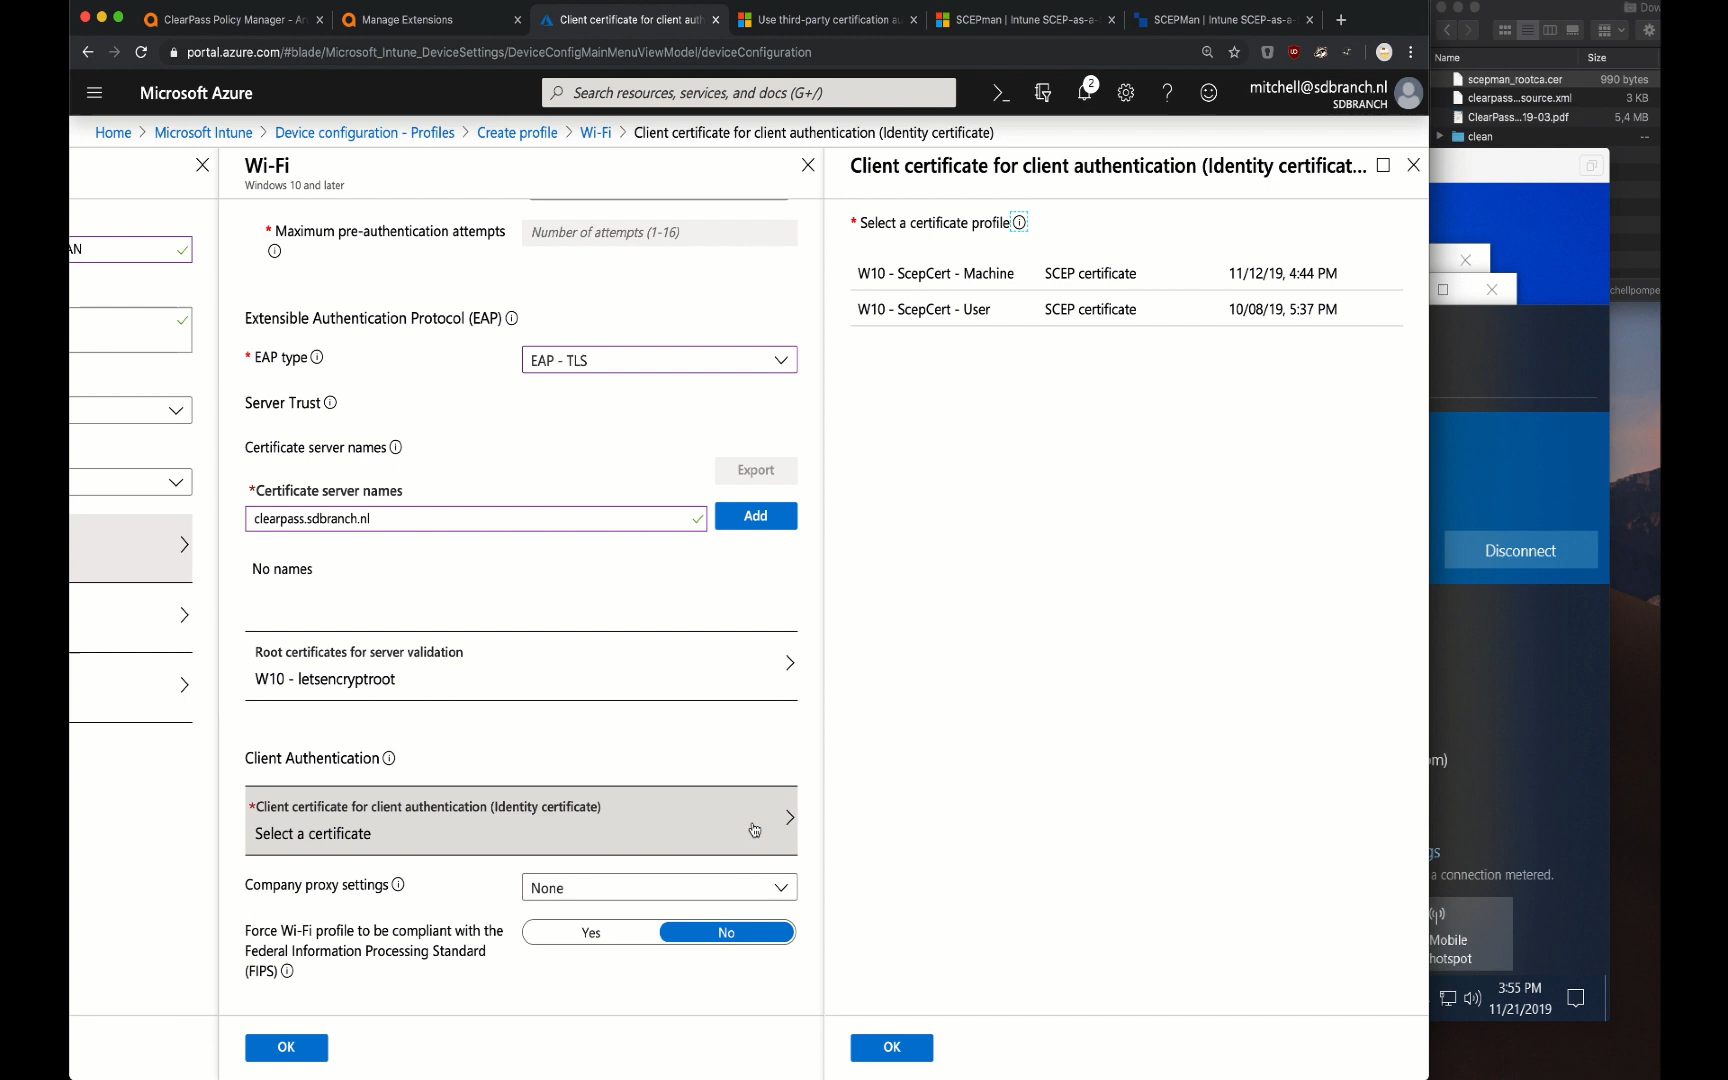 ClearPass Policy Manager - Ar
Manage Extensions
Client certificate for client auth
Use third-party certification au
SCEPman | Intune SCEP-as-a-
SCEPMan | Intune SCEP-as-a-
portal.azure.com/#blade/Microsoft_Intune_DeviceSettings/DeviceConfigMainMenuViewModel/deviceConfiguration
Dow
Name
Size
scepman_rootca.cer
990 bytes
clearpass...source.xml
3 KB
ClearPass...19-03.pdf
5,4 MB
clean
--
Microsoft Azure
Search resources, services, and docs (G+/)
2
mitchell@sdbranch.nl
SDBRANCH
Home > Microsoft Intune > Device configuration - Profiles > Create profile > Wi-Fi > Client certificate for client authentication (Identity certificate)
Wi-Fi
Windows 10 and later
AN
* Maximum pre-authentication attempts
Number of attempts (1-16)
Extensible Authentication Protocol (EAP)
* EAP type
EAP - TLS
Server Trust
Certificate server names
Export
*Certificate server names
clearpass.sdbranch.nl
Add
No names
Root certificates for server validation
W10 - letsencryptroot
Client Authentication
*Client certificate for client authentication (Identity certificate)
Select a certificate
Company proxy settings
None
Force Wi-Fi profile to be compliant with the
Federal Information Processing Standard
(FIPS)
Yes
No
OK
Client certificate for client authentication (Identity certificat...
* Select a certificate profile
W10 - ScepCert - Machine
SCEP certificate
11/12/19, 4:44 PM
W10 - ScepCert - User
SCEP certificate
10/08/19, 5:37 PM
OK
chellpompe
Disconnect
om)
gs
a connection metered.
Mobile
hotspot
3:55 PM
11/21/2019